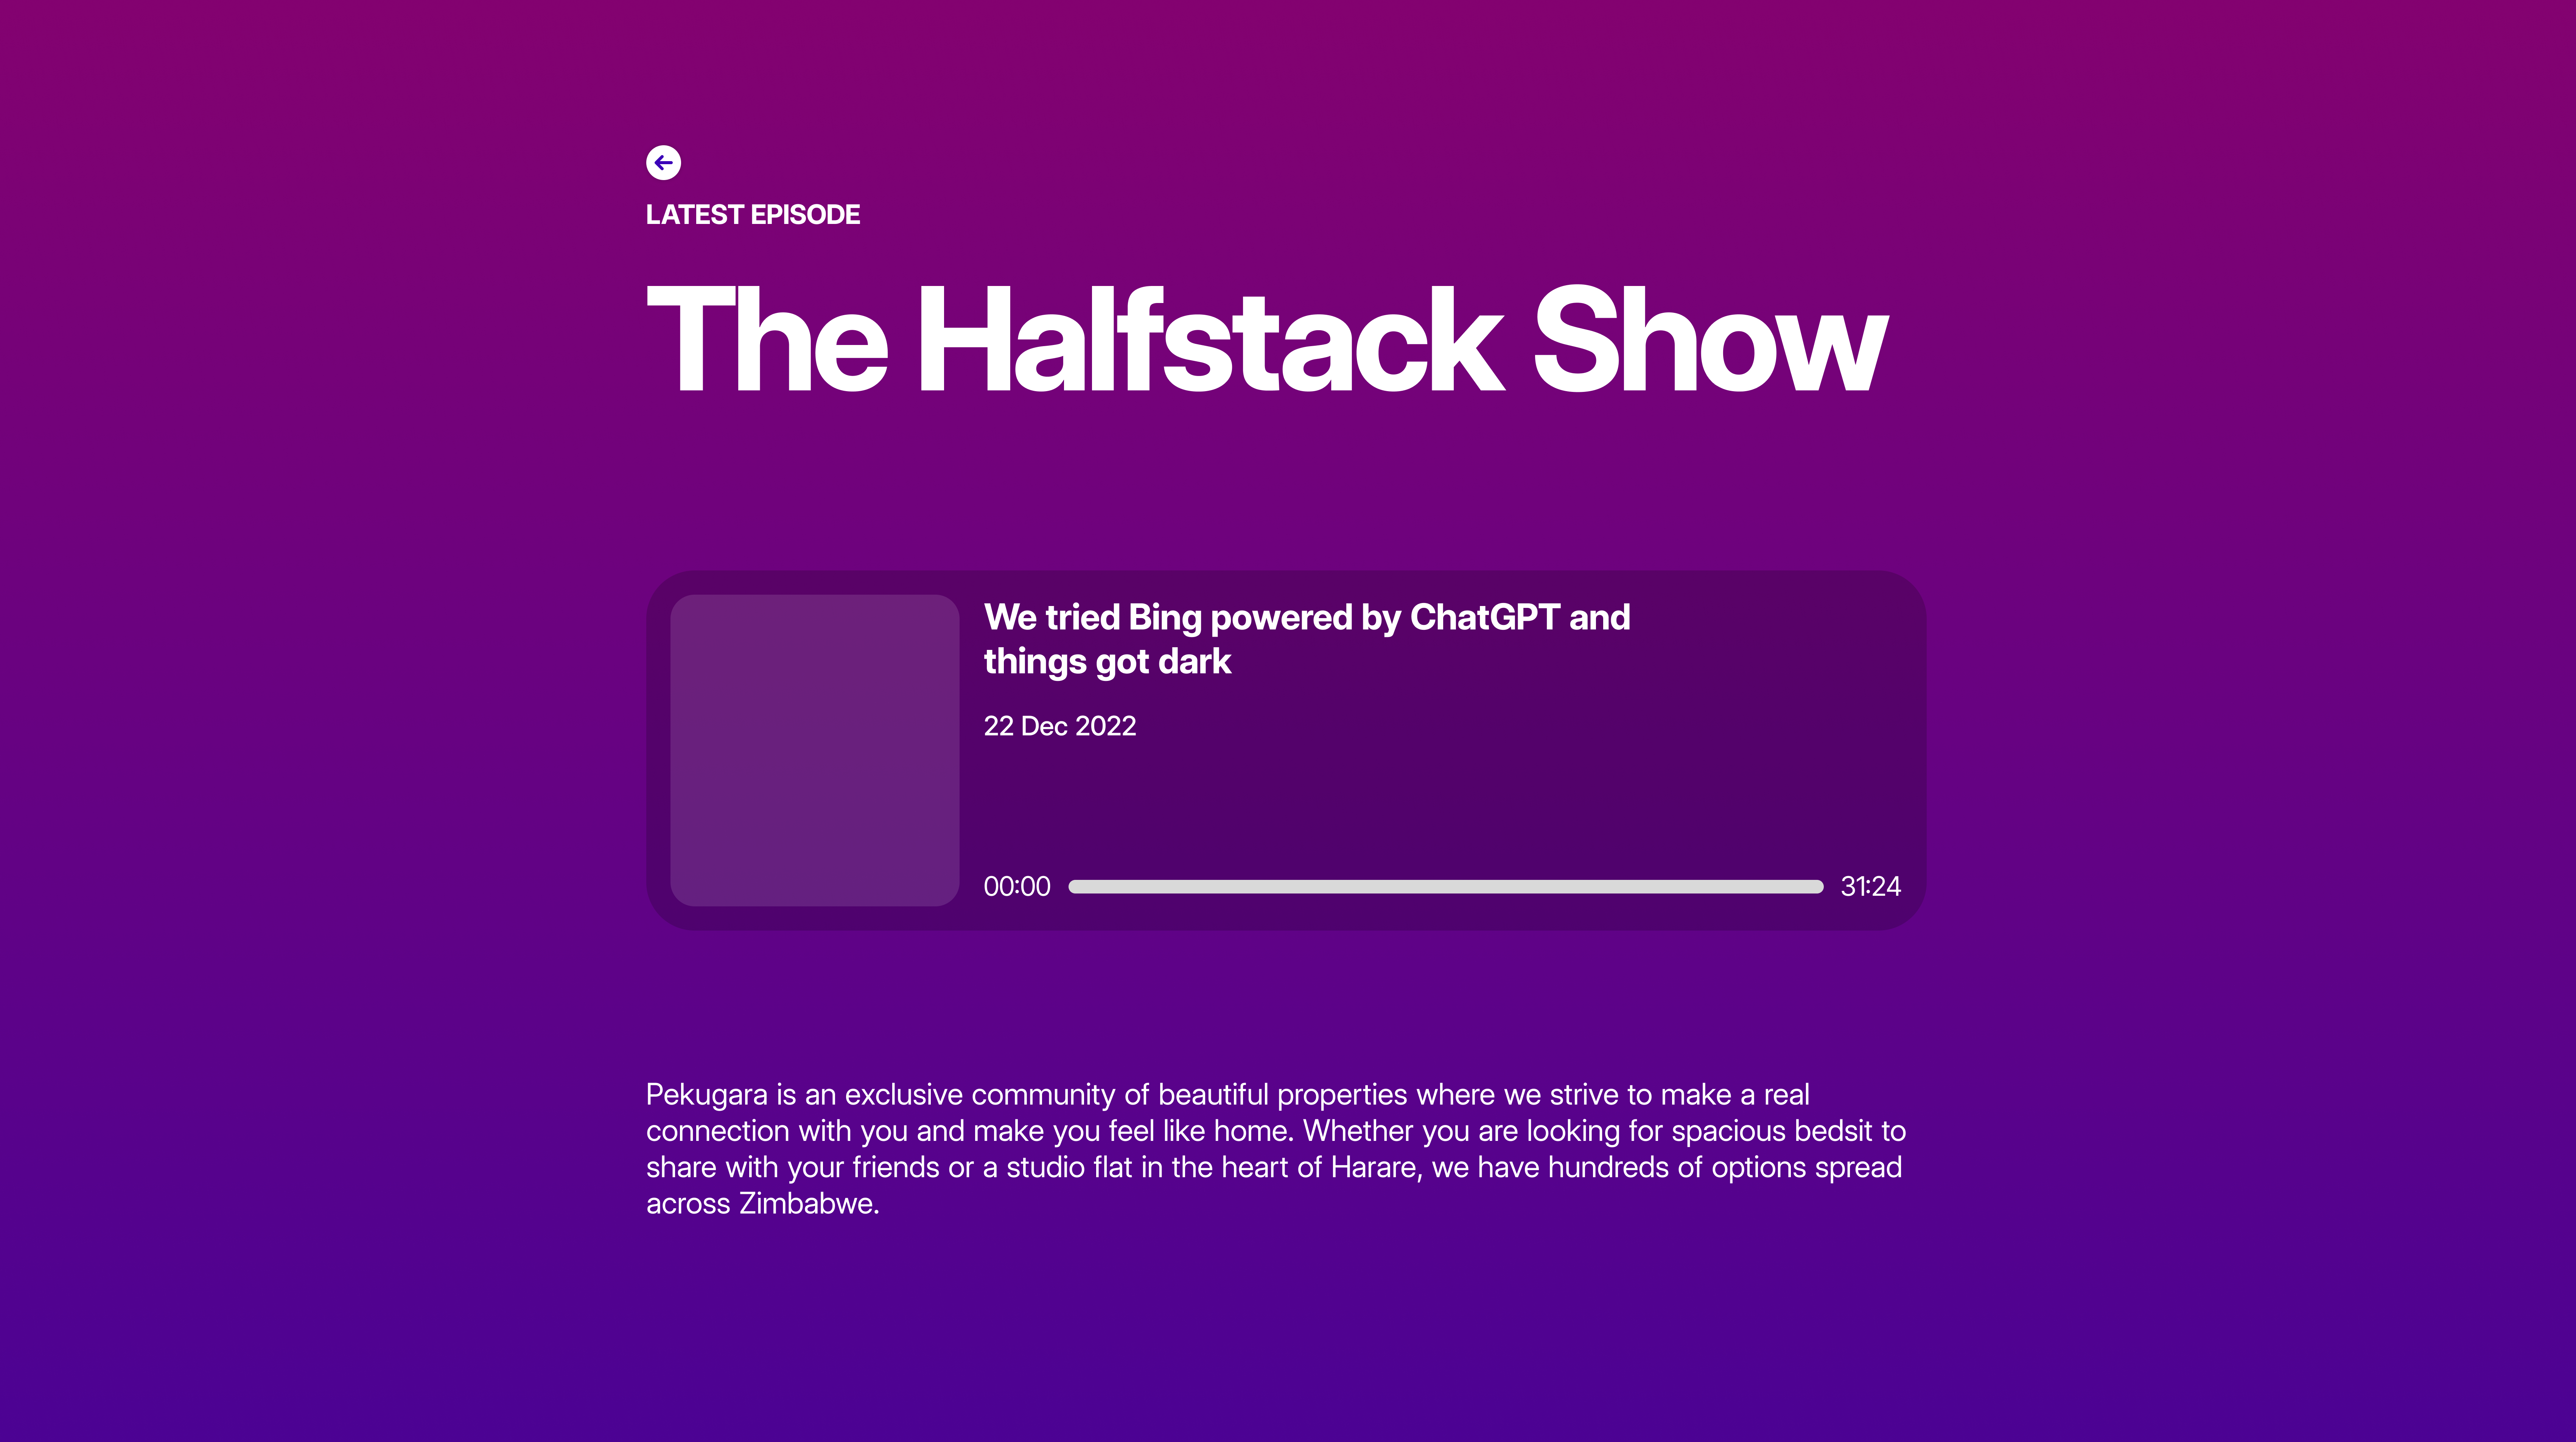 LATEST EPISODE
The Halfstack Show
We tried Bing powered by ChatGPT and
things got dark
22 Dec 2022
00:00
31:24
Pekugara is an exclusive community of beautiful properties where we strive to make a real
connection with you and make you feel like home. Whether you are looking for spacious bedsit to
share with your friends or a studio flat in the heart of Harare, we have hundreds of options spread
across Zimbabwe.